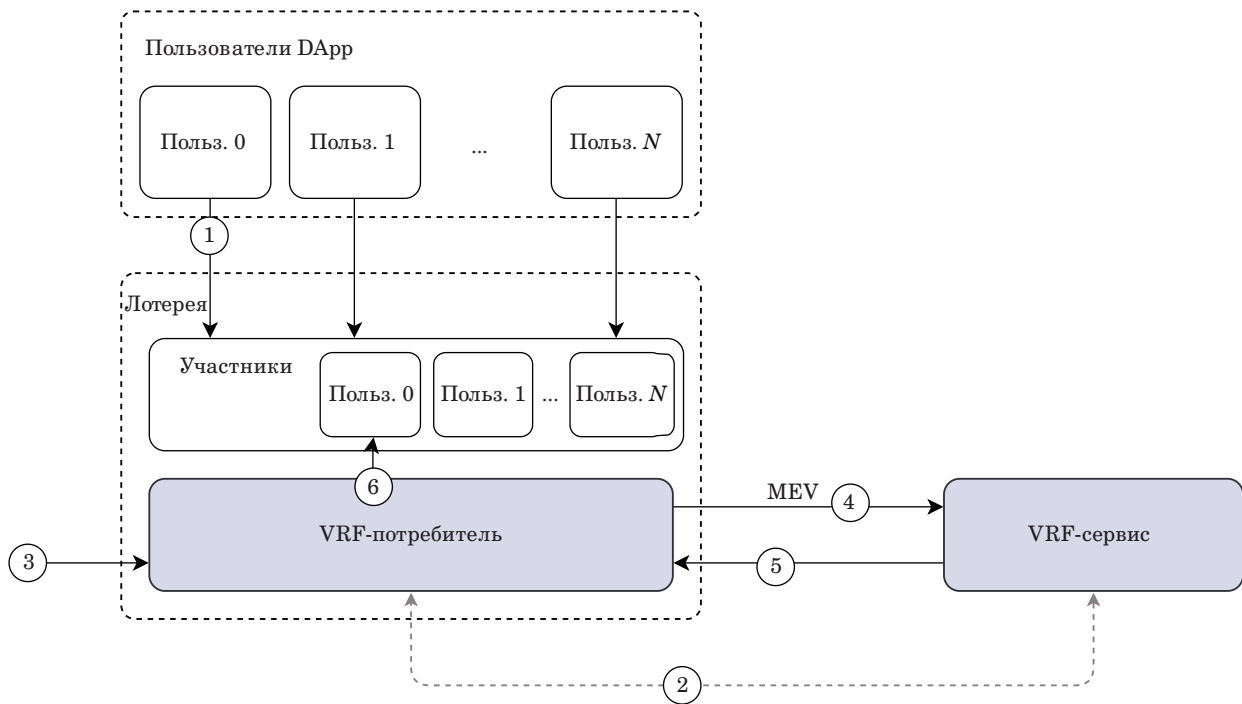 Пользователи DApp
Польз. 0
Польз. 1
...
Польз. N
1
Лотерея
Участники
Польз. 0
Польз. 1
...
Польз. N
6
MEV
4
VRF-потребитель
VRF-сервис
3
5
2